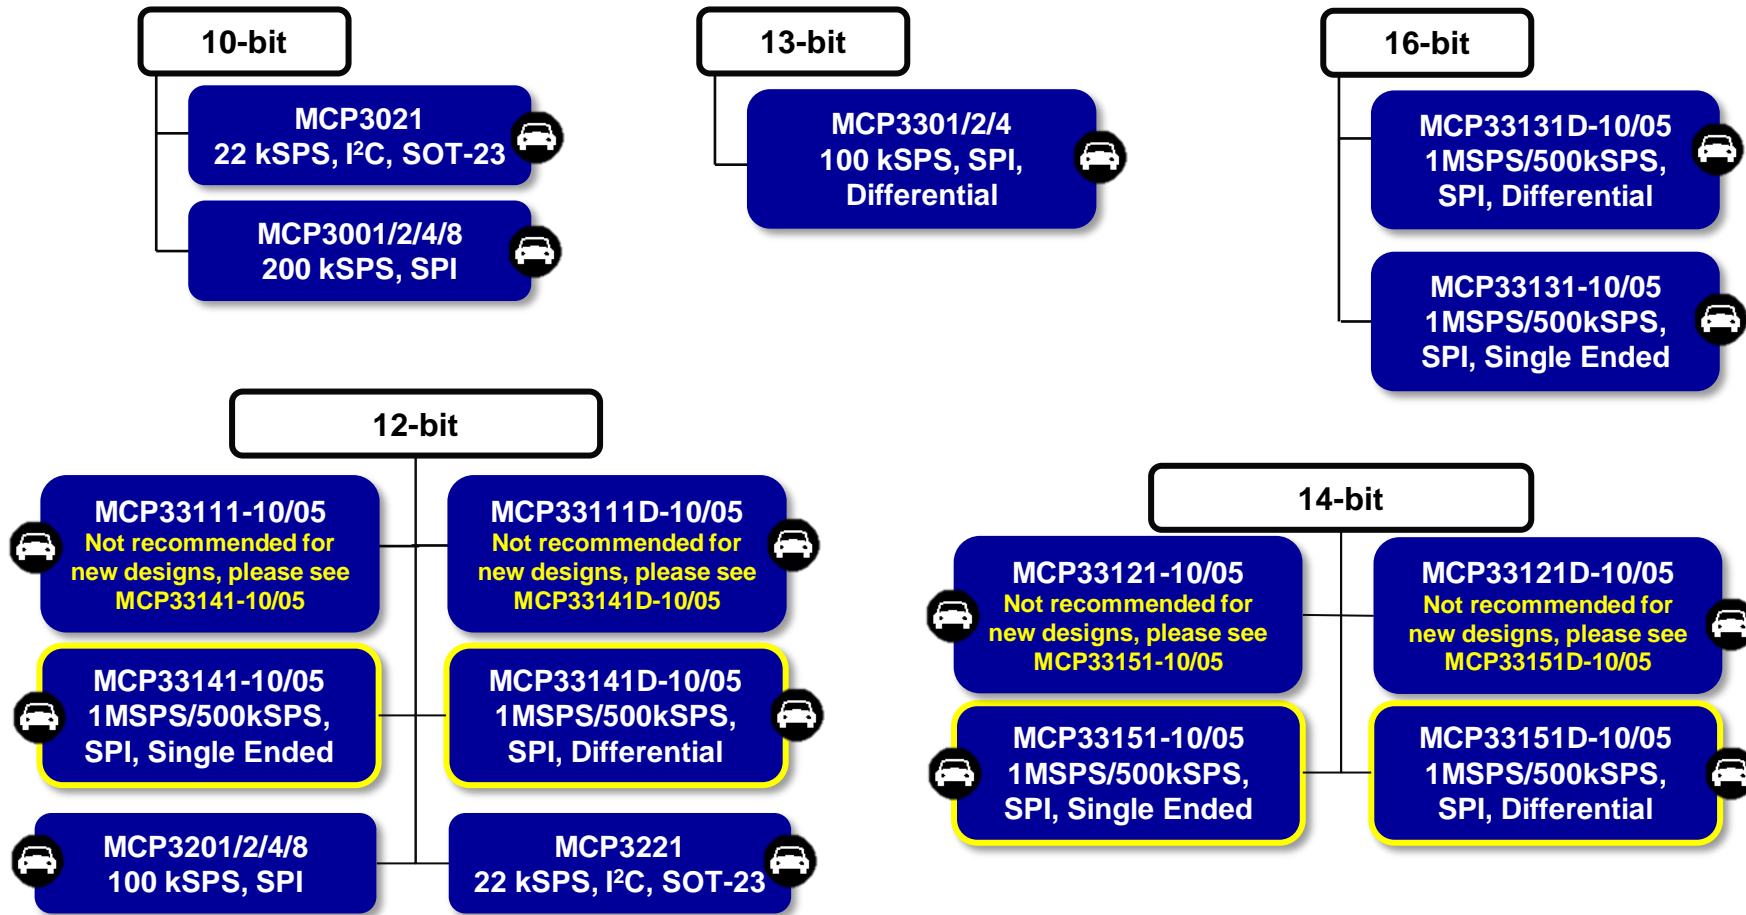 10-bit
MCP3021
22 kSPS, I²C, SOT-23
MCP3001/2/4/8
200 kSPS, SPI
13-bit
MCP3301/2/4
100 kSPS, SPI,
Differential
16-bit
MCP33131D-10/05
1MSPS/500kSPS,
SPI, Differential
MCP33131-10/05
1MSPS/500kSPS,
SPI, Single Ended
12-bit
MCP33111-10/05
Not recommended for
new designs, please see
MCP33141-10/05
MCP33111D-10/05
Not recommended for
new designs, please see
MCP33141D-10/05
MCP33141-10/05
1MSPS/500kSPS,
SPI, Single Ended
MCP33141D-10/05
1MSPS/500kSPS,
SPI, Differential
MCP3201/2/4/8
100 kSPS, SPI
MCP3221
22 kSPS, I²C, SOT-23
14-bit
MCP33121-10/05
Not recommended for
new designs, please see
MCP33151-10/05
MCP33121D-10/05
Not recommended for
new designs, please see
MCP33151D-10/05
MCP33151-10/05
1MSPS/500kSPS,
SPI, Single Ended
MCP33151D-10/05
1MSPS/500kSPS,
SPI, Differential